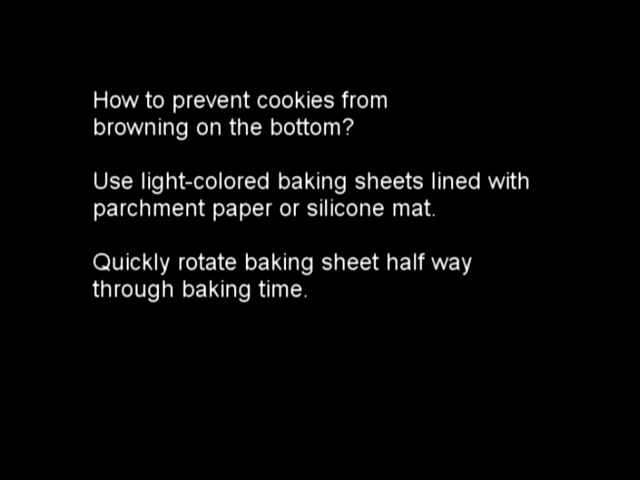 How to prevent cookies from
browning on the bottom?
Use light-colored baking sheets lined with
parchment paper or silicone mat.
Quickly rotate baking sheet half way
through baking time.